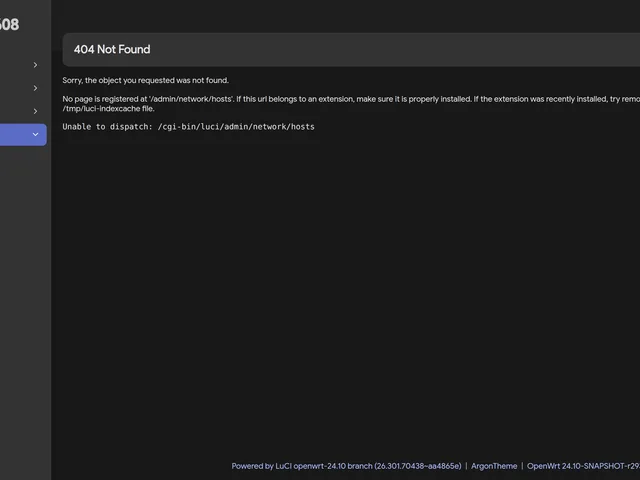 608
404 Not Found
Sorry, the object you requested was not found.
No page is registered at '/admin/network/hosts'. If this url belongs to an extension, make sure it is properly installed. If the extension was recently installed, try
/tmp/luci-indexcache file.
Unable to dispatch: /cgi-bin/luci/admin/network/hosts
Powered by LuCI openwrt-24.10 branch (26.301.70438~aa4865e) | ArgonTheme | OpenWrt 24.10-SNAPSHOT-r29